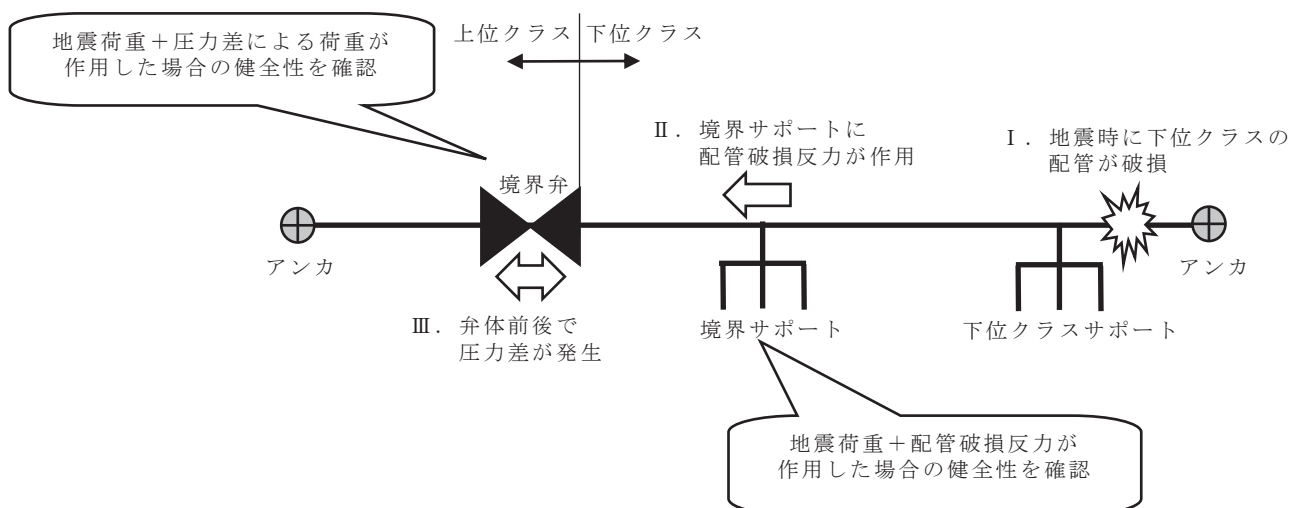 地震荷重＋圧力差による荷重が
作用した場合の健全性を確認
上位クラス
下位クラス
Ⅱ．境界サポートに
配管破損反力が作用
Ⅰ．地震時に下位クラスの
配管が破損
境界弁
アンカ
アンカ
Ⅲ．弁体前後で
圧力差が発生
境界サポート
下位クラスサポート
地震荷重＋配管破損反力が
作用した場合の健全性を確認